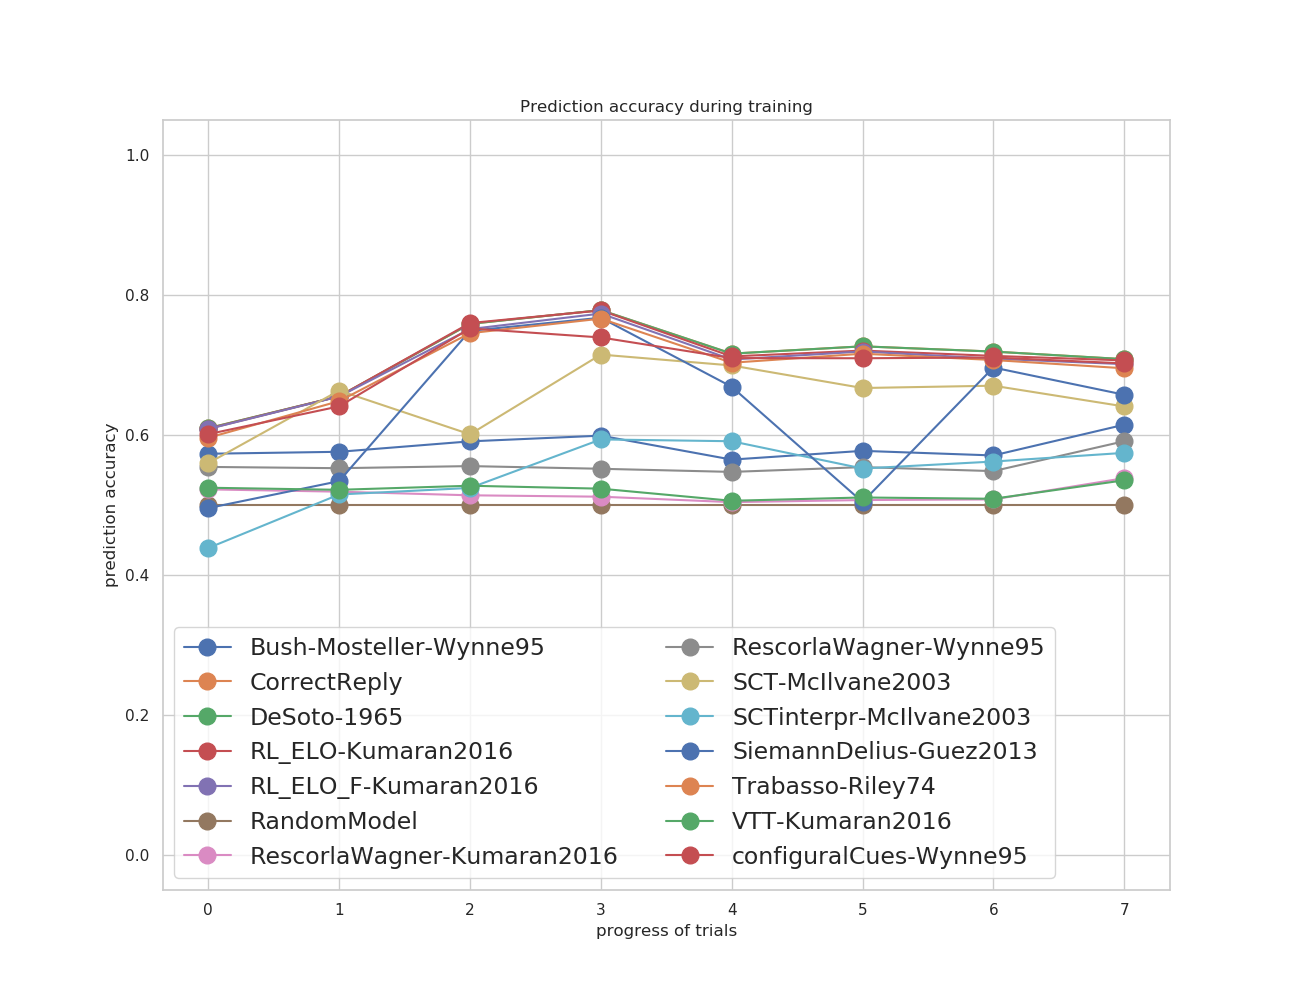 Prediction accuracy during training
1.0
0.8
0.6
0.4
0.2
0.0
prediction accuracy
Bush-Mosteller-Wynne95
CorrectReply
DeSoto-1965
RL_ELO-Kumaran2016
RL_ELO_F-Kumaran2016
RandomModel
RescorlaWagner-Kumaran2016
RescorlaWagner-Wynne95
SCT-McIlvane2003
SCTinterpr-McIlvane2003
SiemannDelius-Guez2013
Trabasso-Riley74
VTT-Kumaran2016
configuralCues-Wynne95
0 1 2 3 4 5 6 7
progress of trials